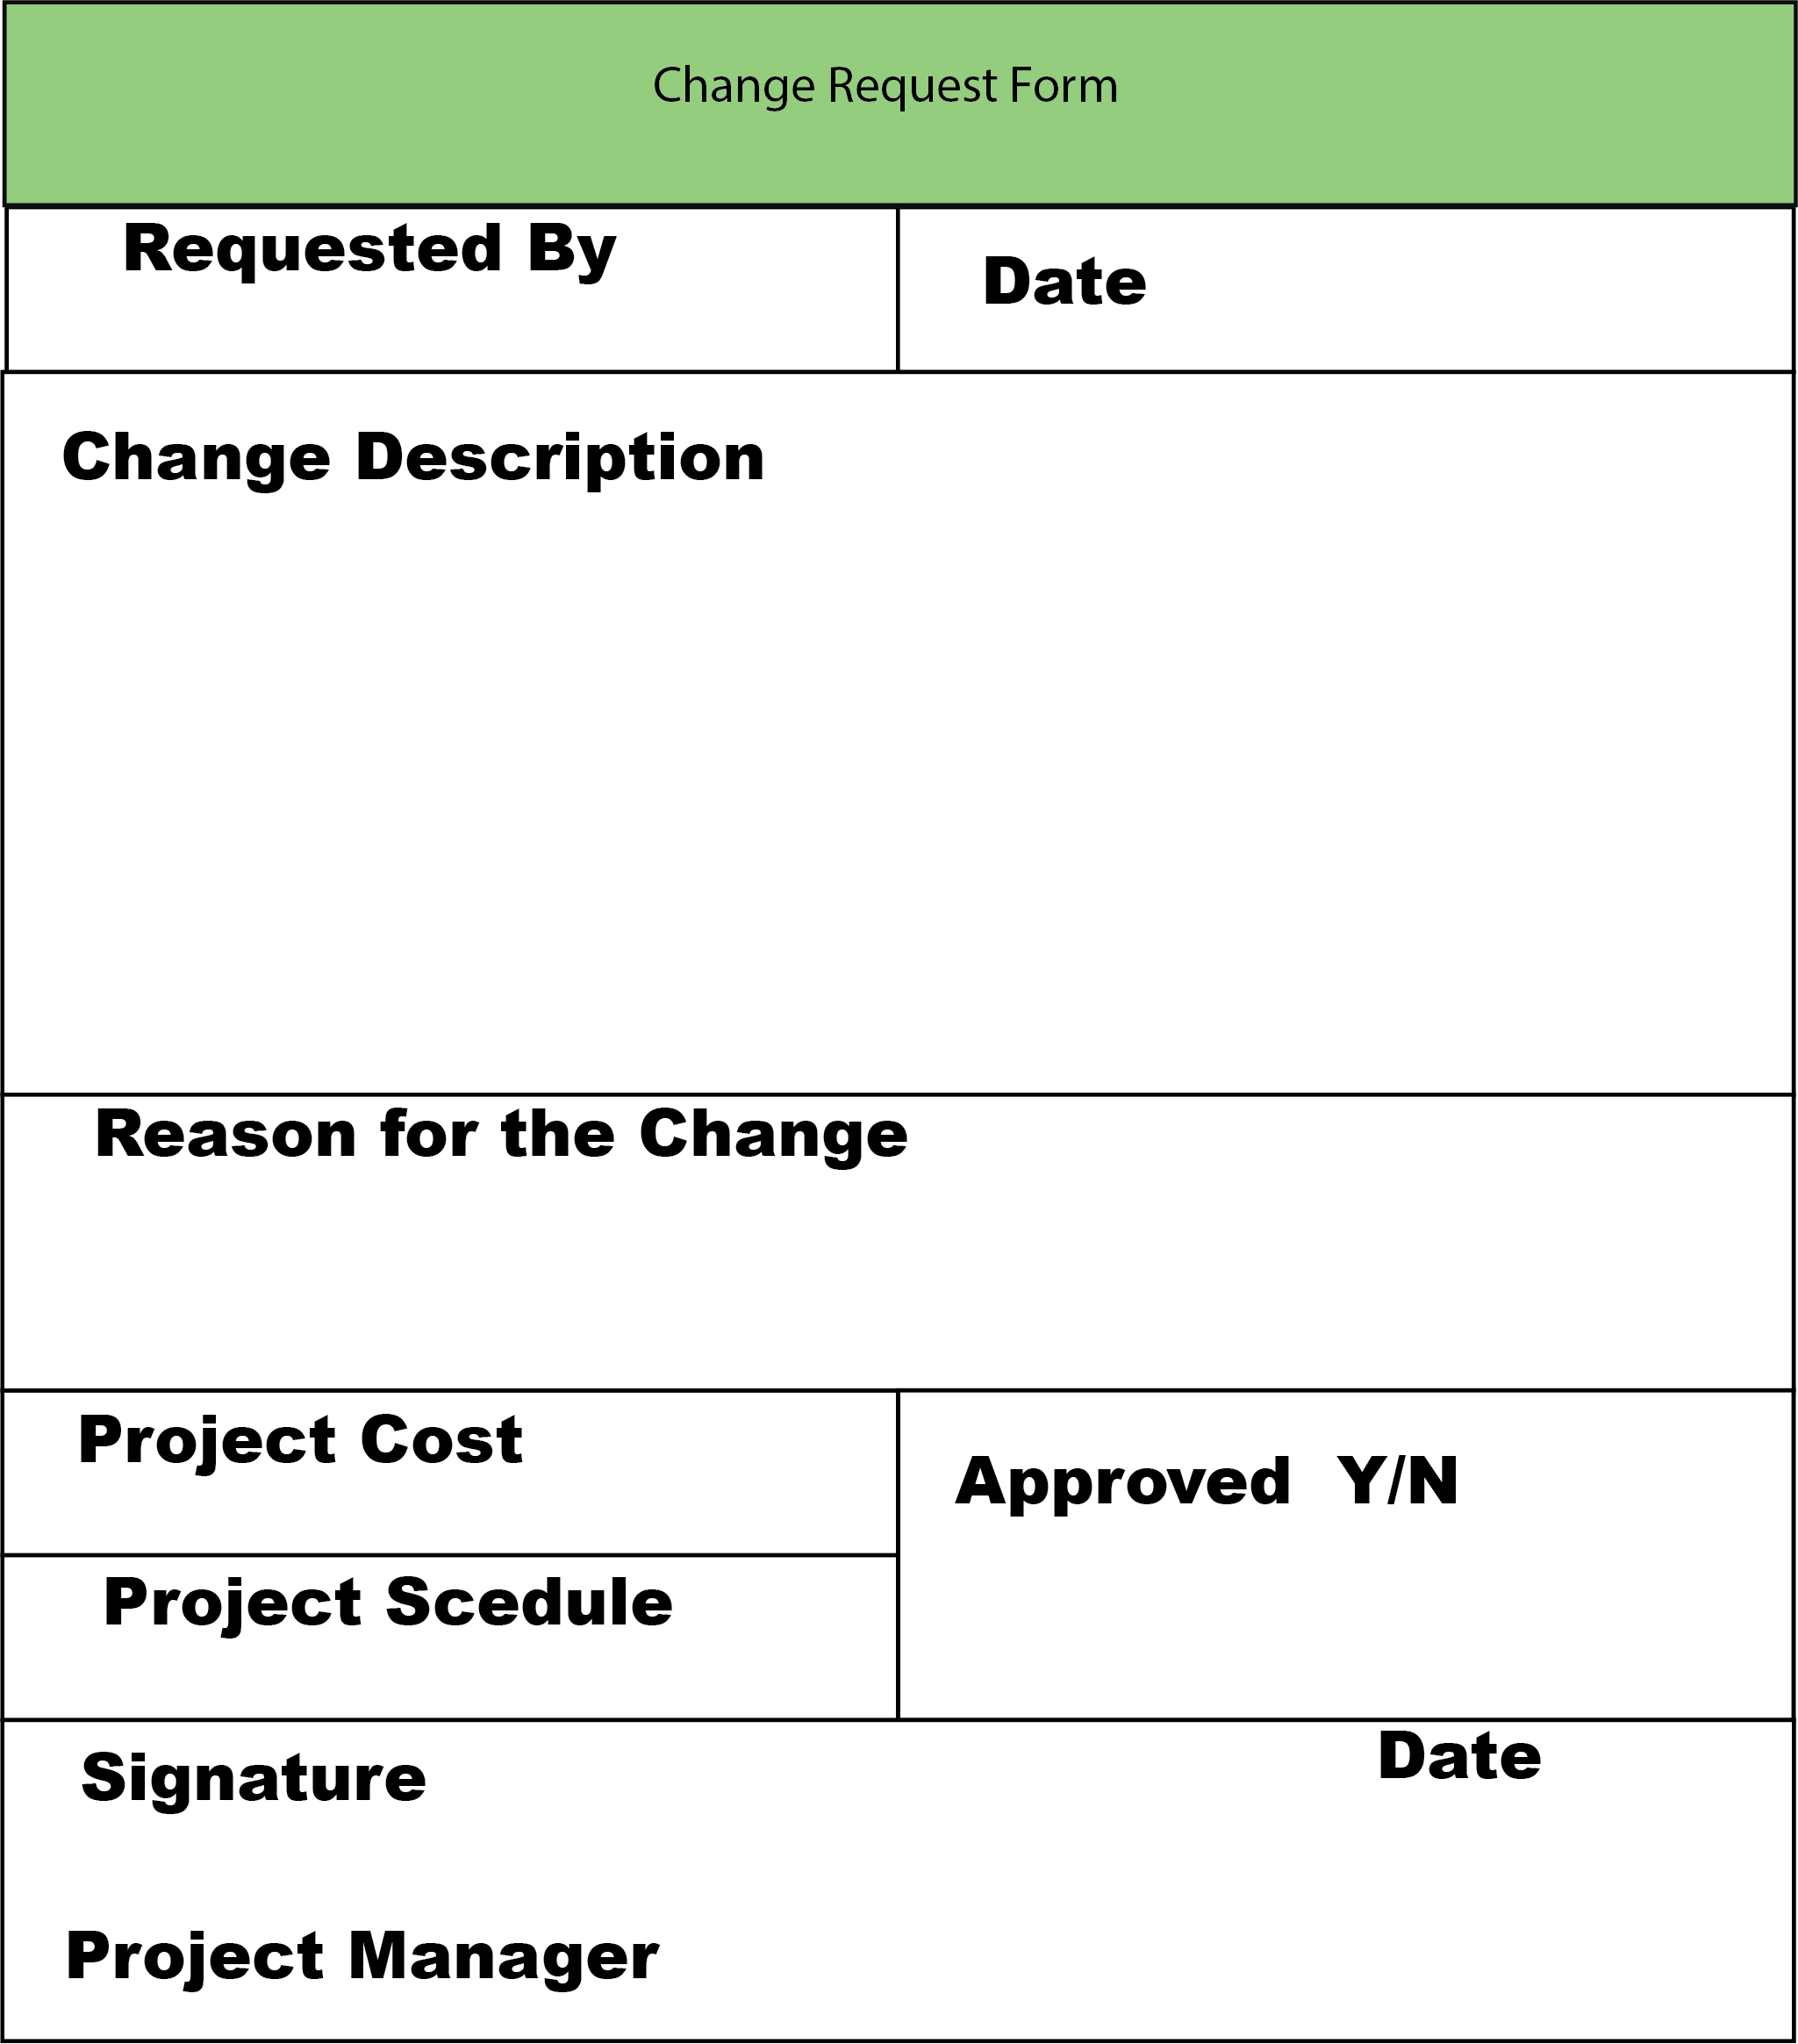 Change Request Form
Requested By
Date
Change Description
Reason for the Change
Project Cost
Approved Y/N
Project Scedule
Signature
Date
Project Manager